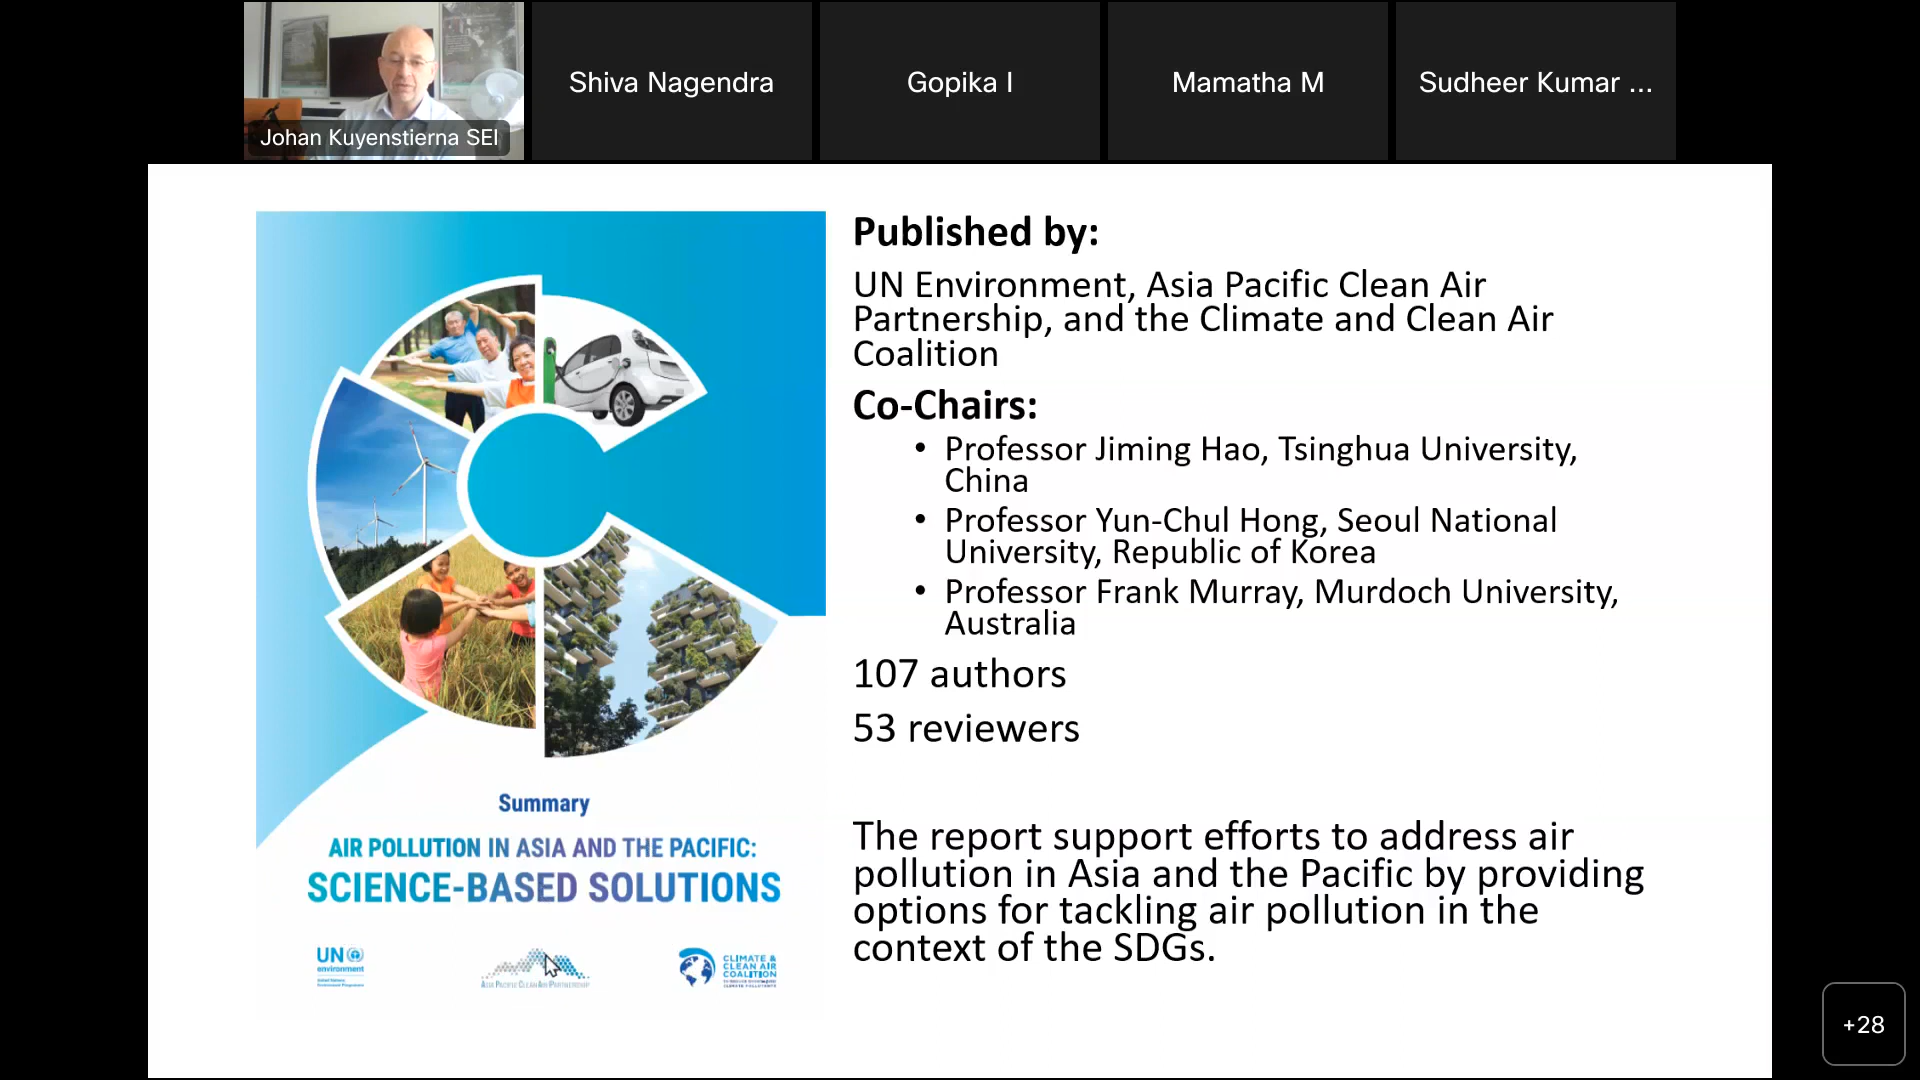 Johan Kuyenstierna SEI
Shiva Nagendra
Gopika I
Mamatha M
Sudheer Kumar ...
Published by:
UN Environment, Asia Pacific Clean Air
Partnership, and the Climate and Clean Air
Coalition
Co-Chairs:
• Professor Jiming Hao, Tsinghua University,
China
• Professor Yun-Chul Hong, Seoul National
University, Republic of Korea
• Professor Frank Murray, Murdoch University,
Australia
107 authors
53 reviewers
The report support efforts to address air
pollution in Asia and the Pacific by providing
options for tackling air pollution in the
context of the SDGs.
Summary
AIR POLLUTION IN ASIA AND THE PACIFIC:
SCIENCE-BASED SOLUTIONS
UN
environment
ASIA PACIFIC CLEAN AIR PARTNERSHIP
CLIMATE &
CLEAN AIR
COALITION
+28